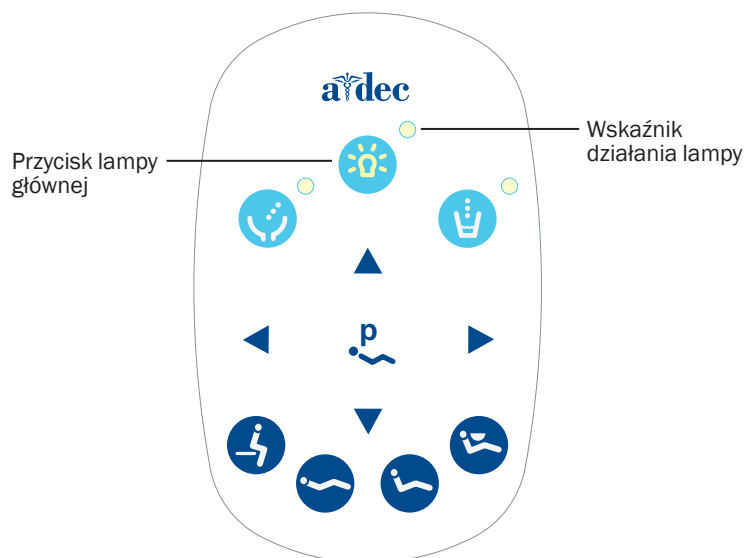 a dec
Wskaźnik
działania lampy
Przycisk lampy
głównej
p